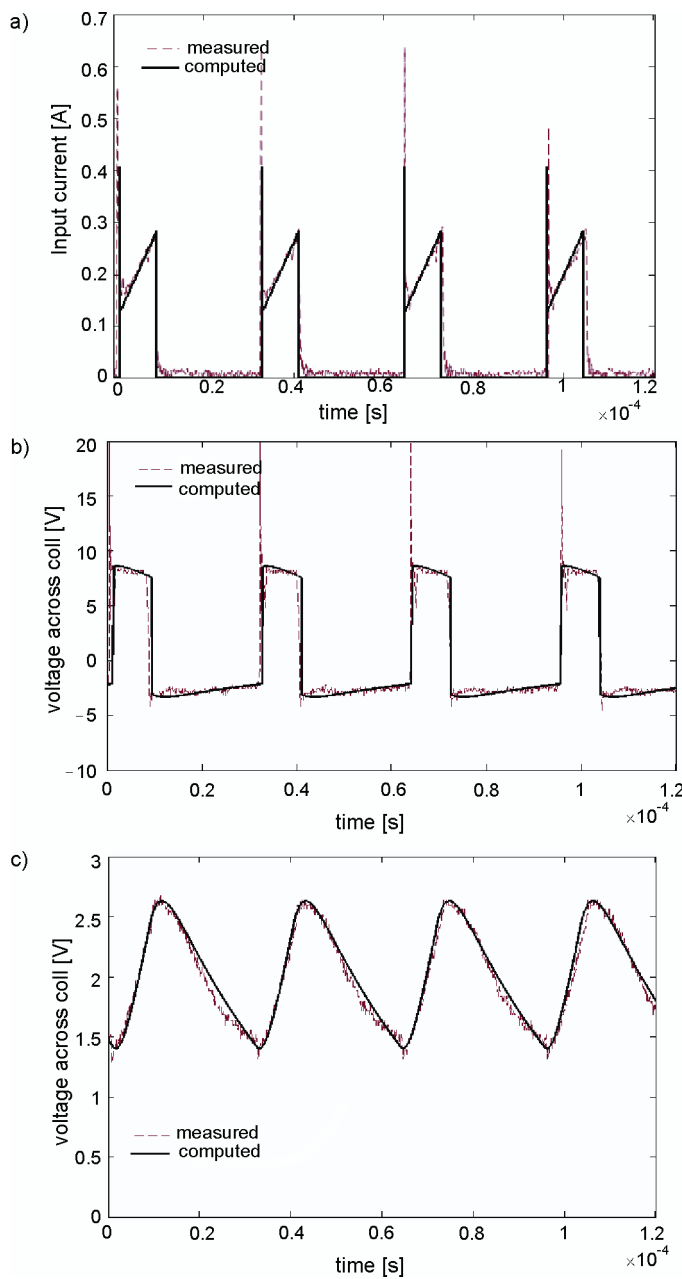 a)
0.7
0.6
0.5
0.4
0.3
0.2
0.1
0
Input current [A]
measured
computed
0 0.2 0.4 0.6 0.8 1 1.2
time [s]
×10-4
b)
20
15
10
5
0
−5
−10
voltage across coll [V]
measured
computed
0 0.2 0.4 0.6 0.8 1 1.2
time [s]
×10-4
c)
3
2.5
2
1.5
1
0.5
0
voltage across coll [V]
measured
computed
0 0.2 0.4 0.6 0.8 1 1.2
time [s]
×10-4